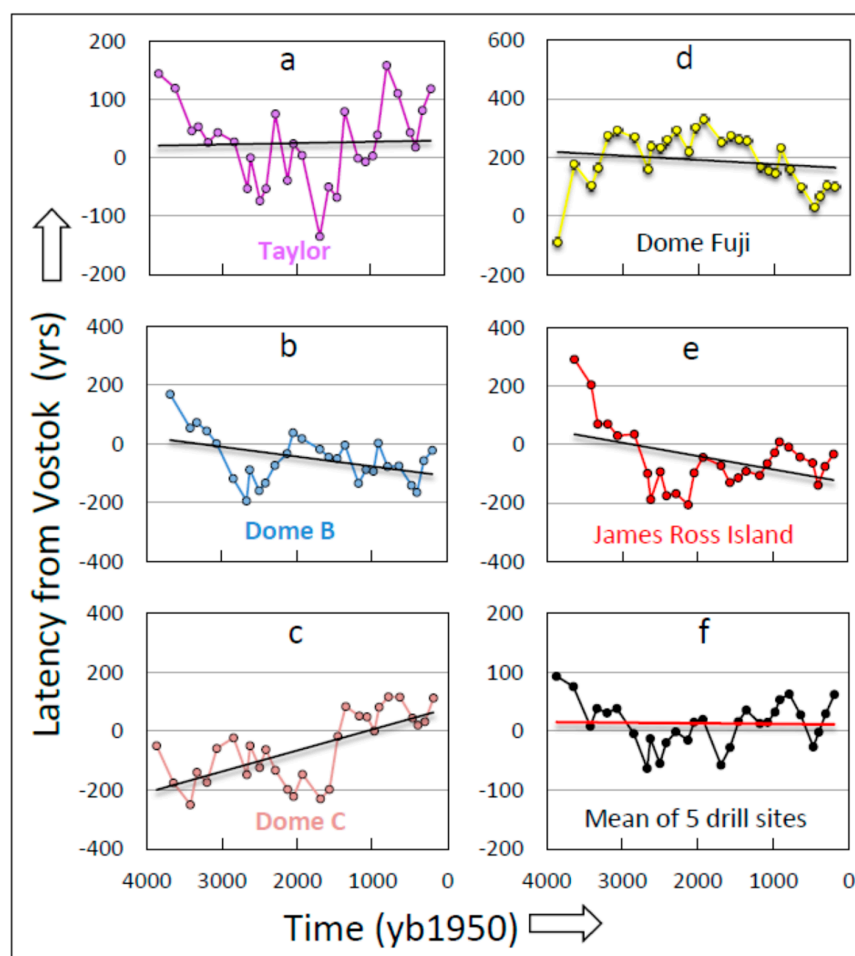 a
200
100
0
-100
-200
Taylor
d
600
400
200
0
-200
Dome Fuji
b
400
200
0
-200
-400
Dome B
e
400
200
0
-200
-400
James Ross Island
c
400
200
0
-200
-400
Dome C
4000 3000 2000 1000 0
f
200
100
0
-100
-200
Mean of 5 drill sites
4000 3000 2000 1000 0
Latency from Vostok (yrs)
Time (yb1950)